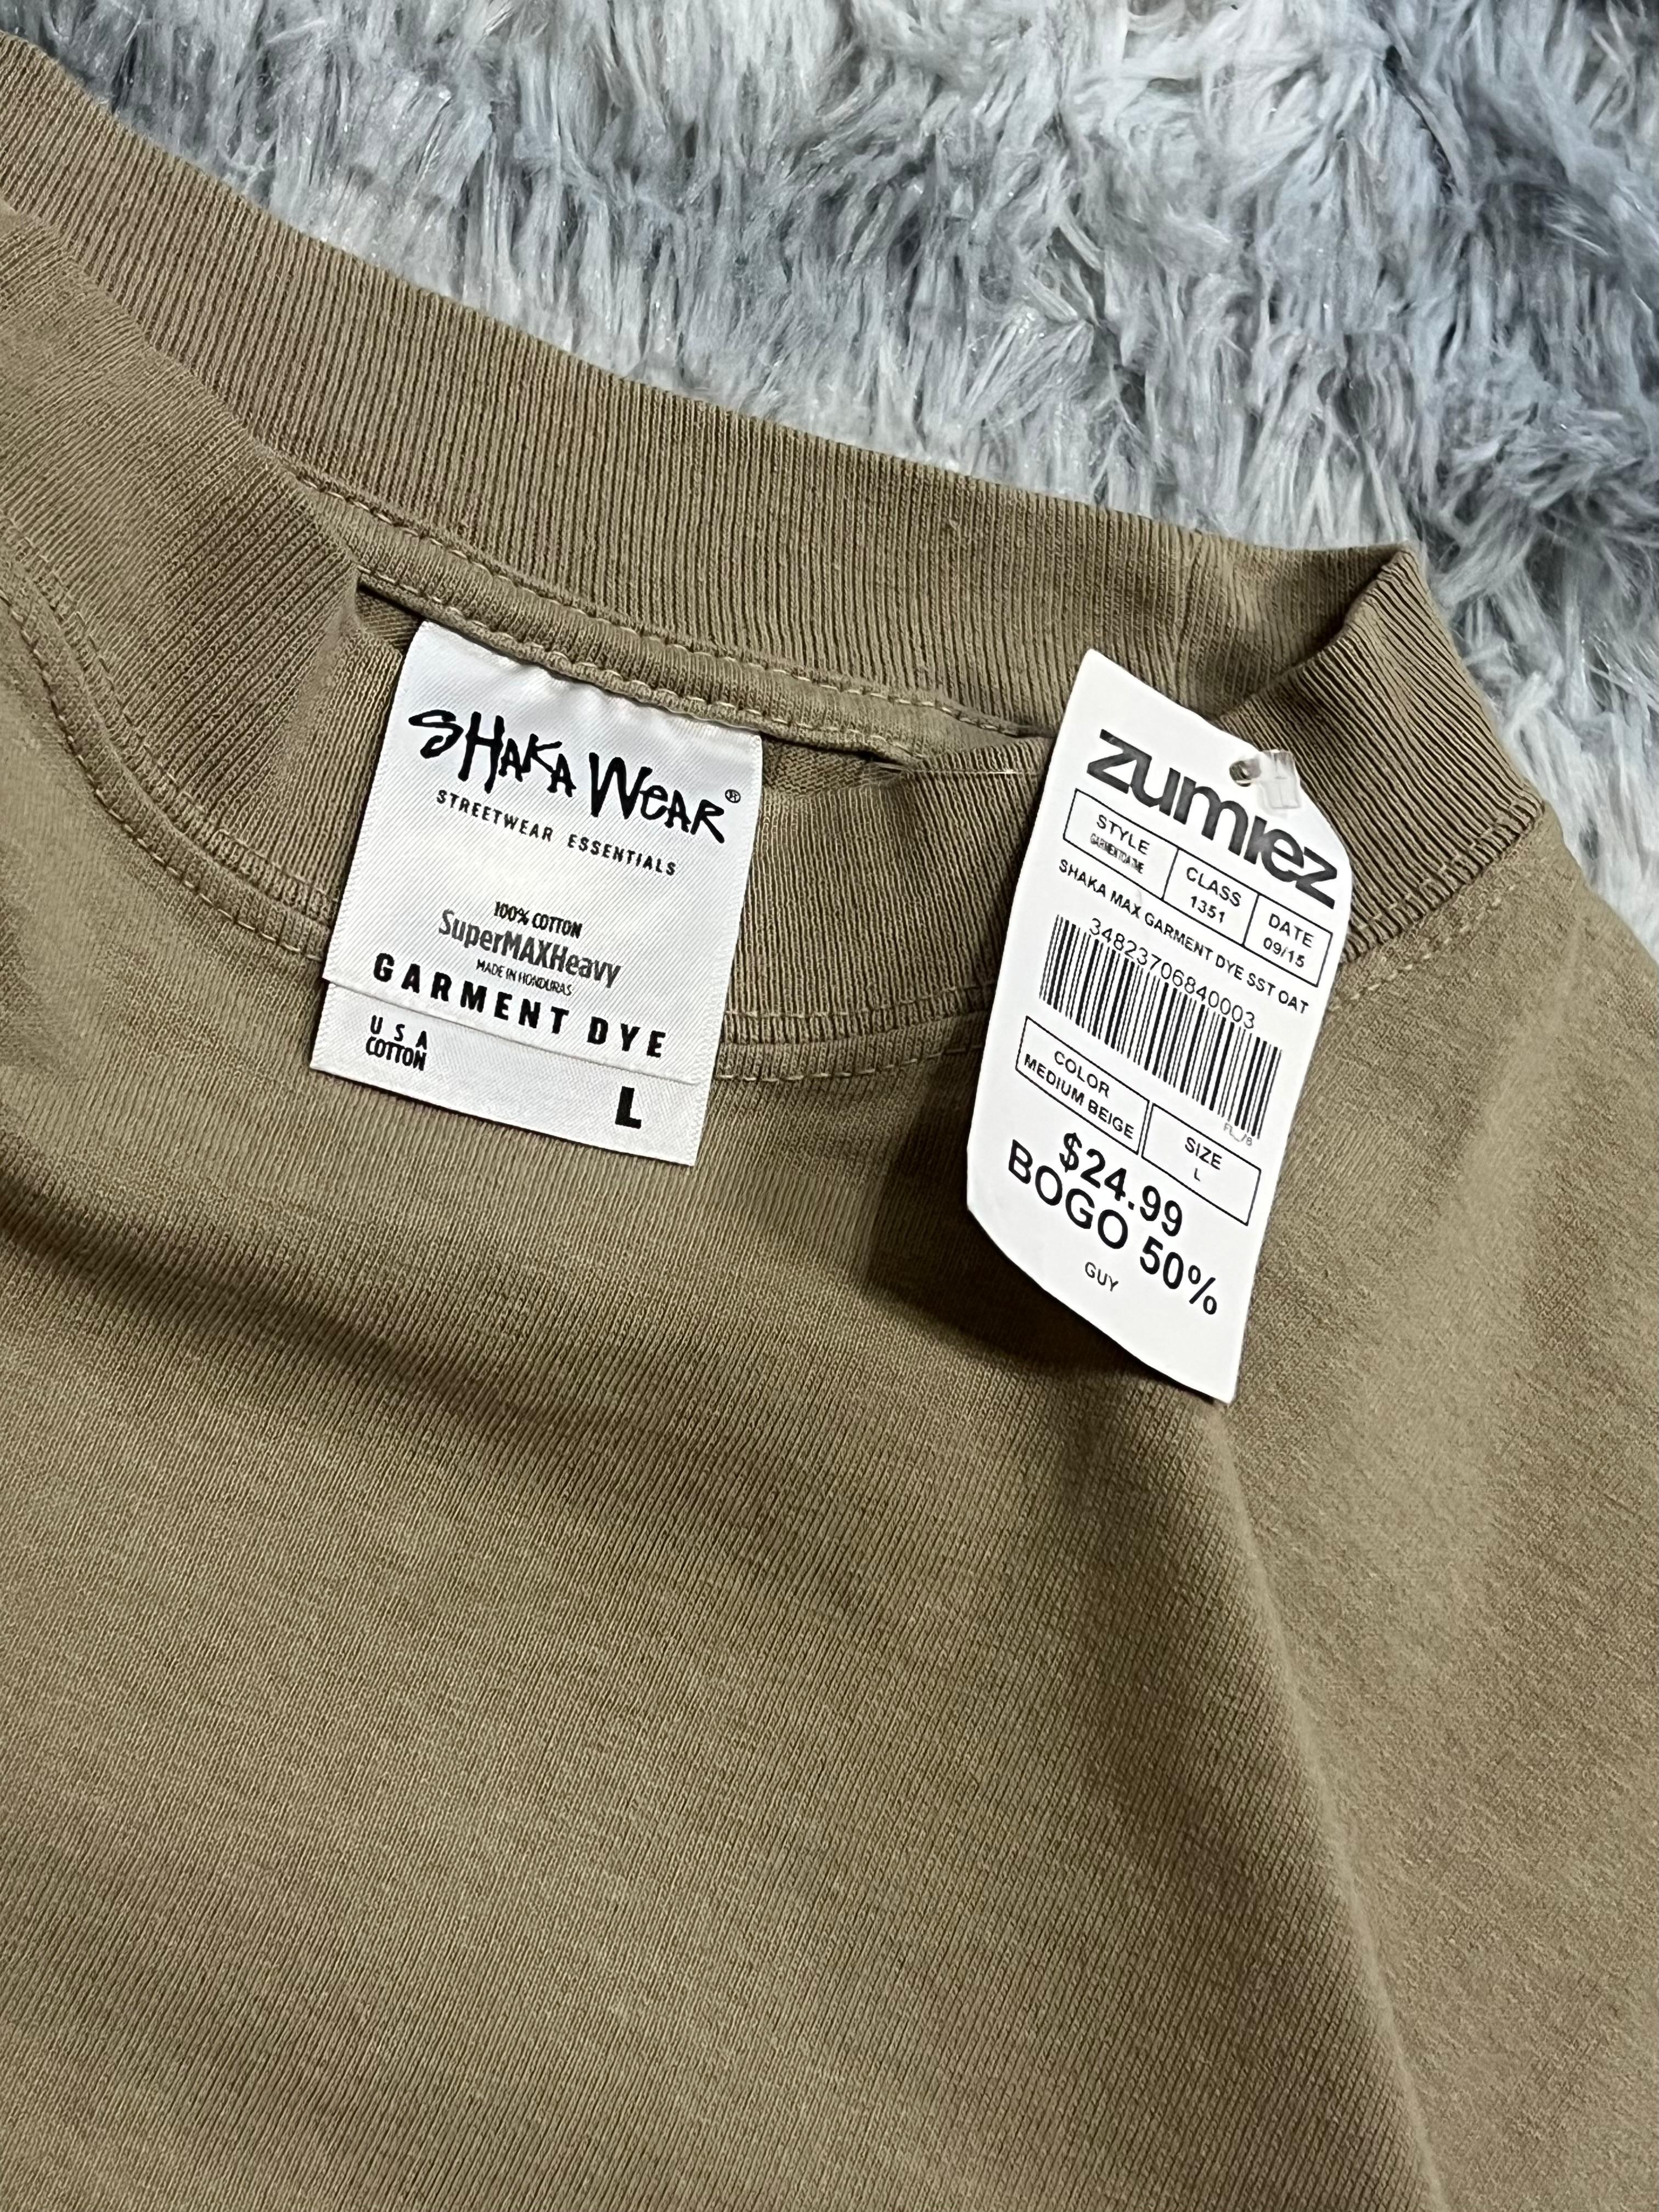 SHAKA WEAR®
STREETWEAR ESSENTIALS
100% COTTON
SuperMAXHeavy
MADE IN HONDURAS
GARMENT DYE
USA
COTTON
L
zumiez
STYLE
CLASS
1351
DATE
09/15
SHAKA MAX GARMENT DYE SST OAT
34823706840003
COLOR
MEDIUM BEIGE
SIZE
L
$24.99
BOGO 50%
GUY